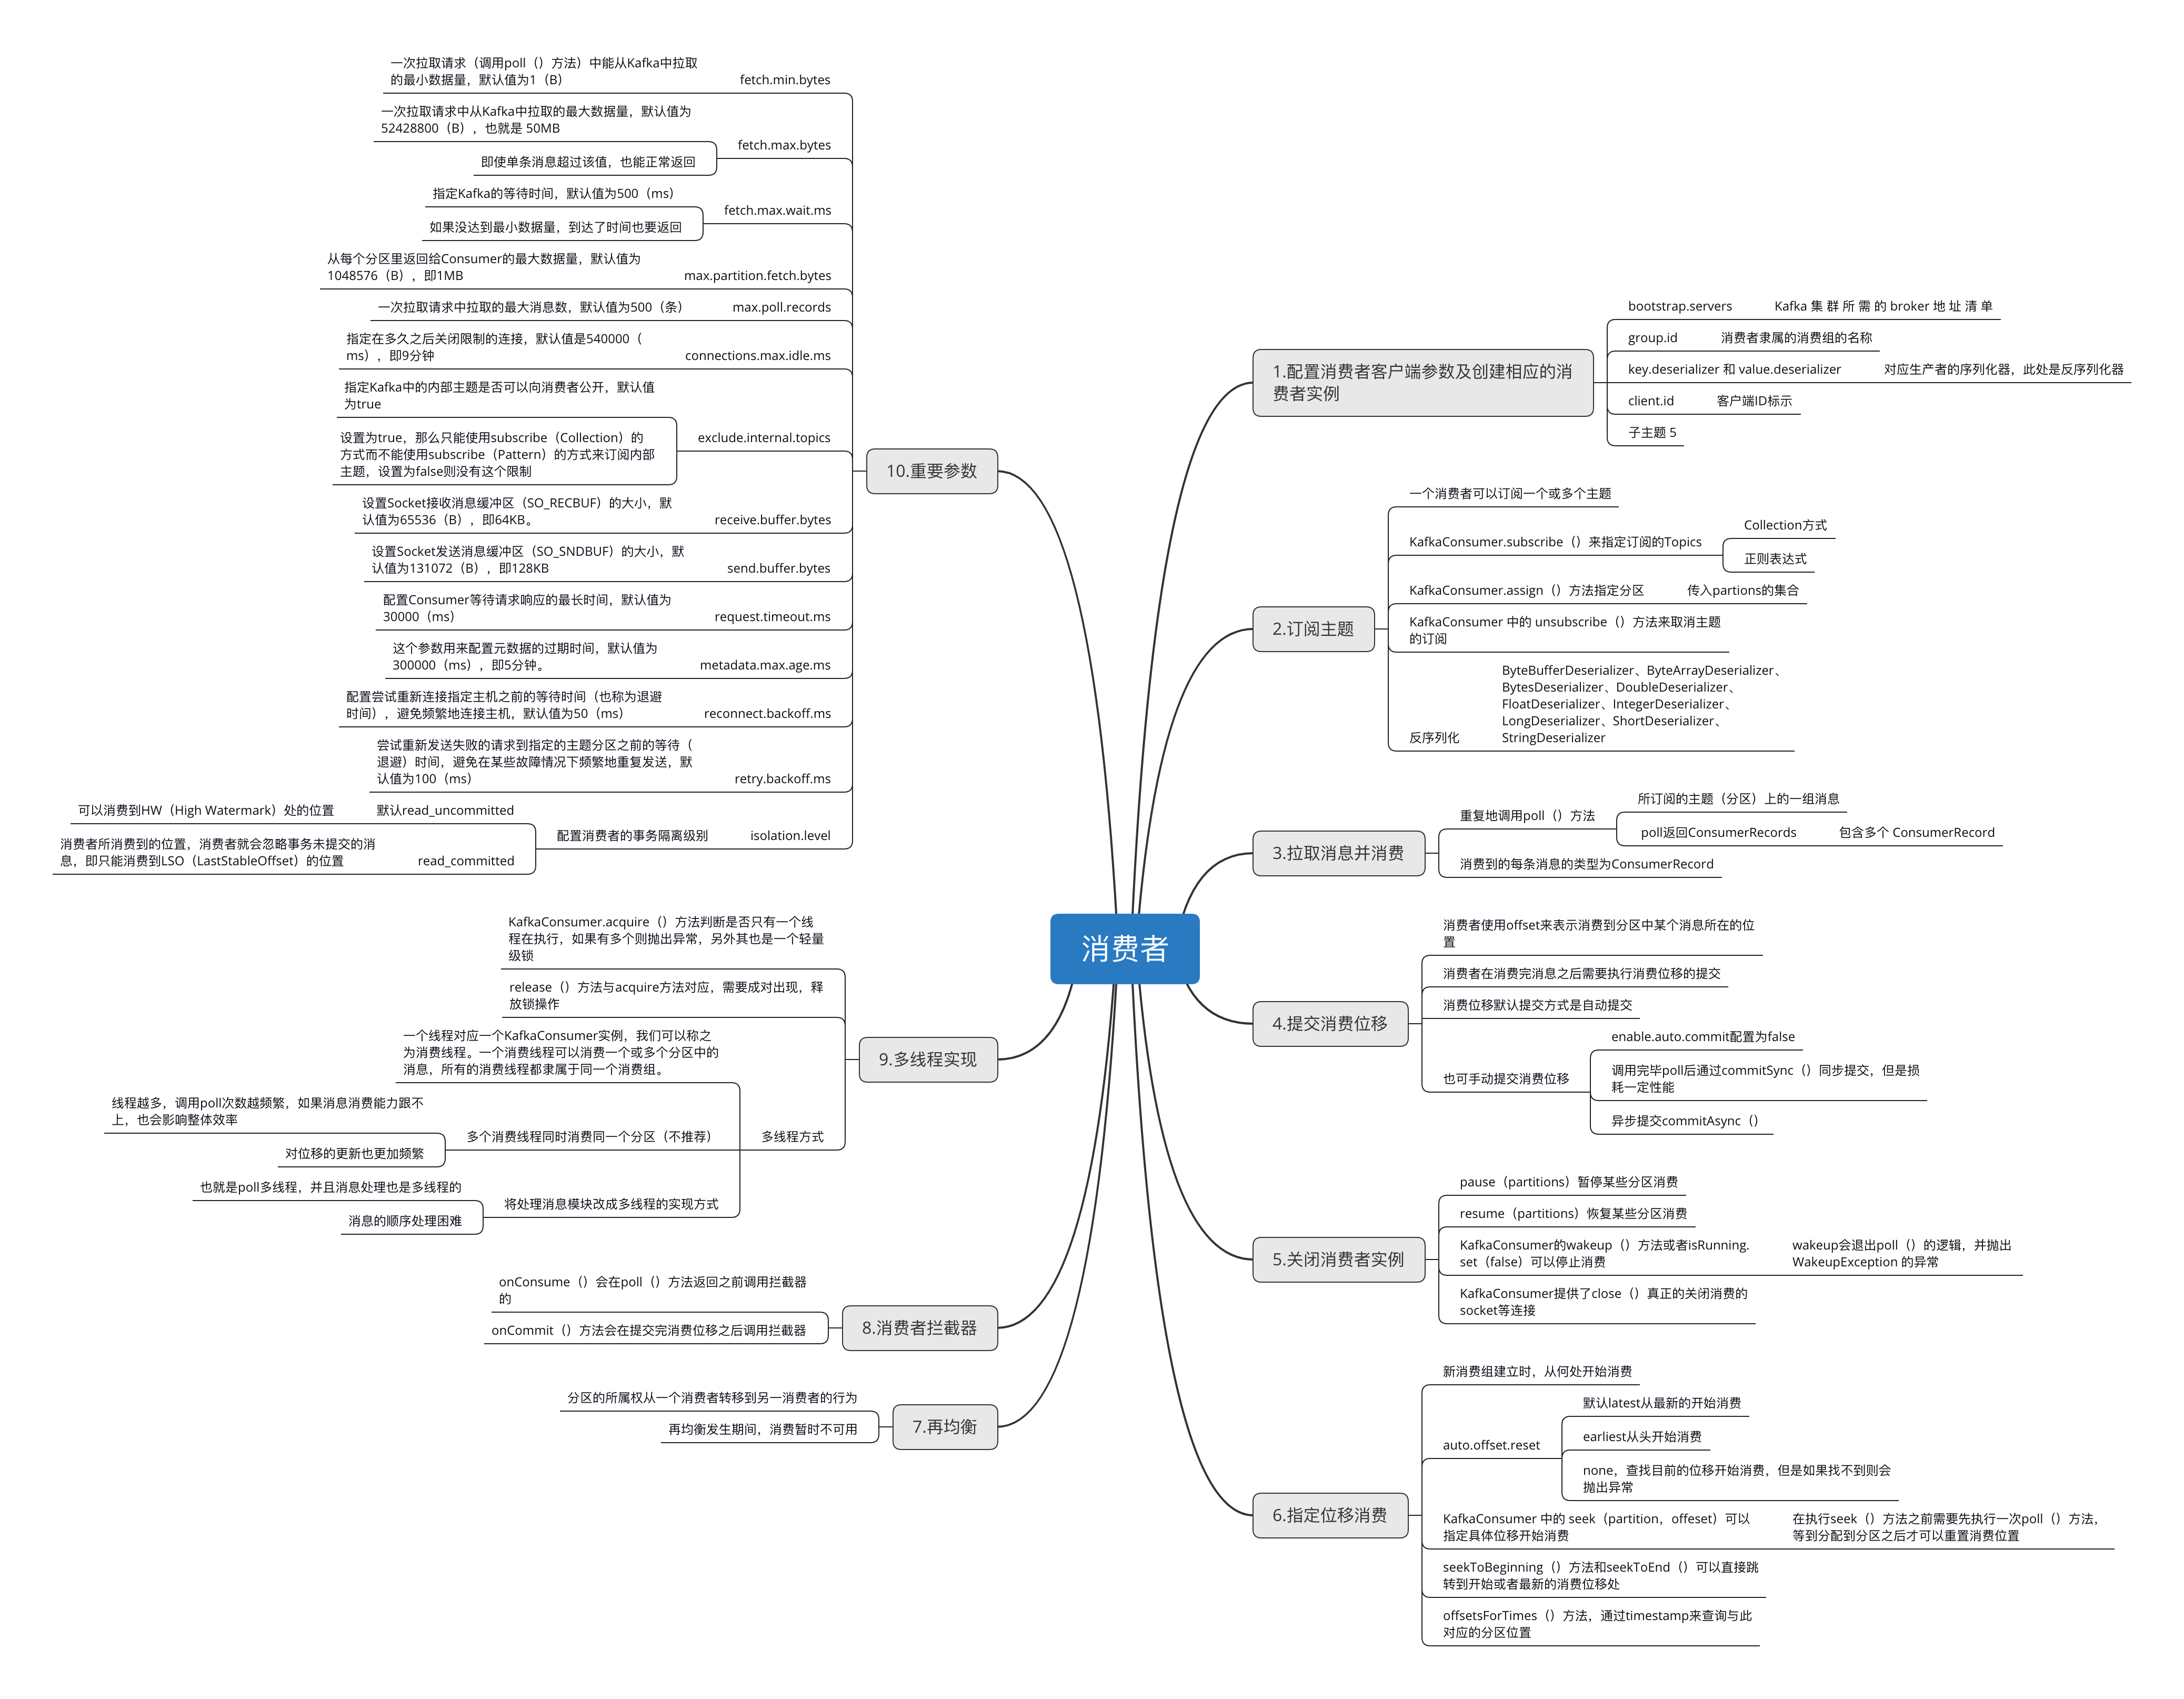 消费者
1.配置消费者客户端参数及创建相应的消
费者实例
bootstrap.servers
Kafka 集 群 所 需 的 broker 地 址 清 单
group.id
消费者隶属的消费组的名称
key.deserializer 和 value.deserializer
对应生产者的序列化器，此处是反序列化器
client.id
客户端ID标示
子主题 5
2.订阅主题
一个消费者可以订阅一个或多个主题
KafkaConsumer.subscribe（）来指定订阅的Topics
Collection方式
正则表达式
KafkaConsumer.assign（）方法指定分区
传入partions的集合
KafkaConsumer 中的 unsubscribe（）方法来取消主题
的订阅
反序列化
ByteBufferDeserializer、ByteArrayDeserializer、
BytesDeserializer、DoubleDeserializer、
FloatDeserializer、IntegerDeserializer、
LongDeserializer、ShortDeserializer、
StringDeserializer
3.拉取消息并消费
重复地调用poll（）方法
所订阅的主题（分区）上的一组消息
poll返回ConsumerRecords
包含多个 ConsumerRecord
消费到的每条消息的类型为ConsumerRecord
4.提交消费位移
消费者使用offset来表示消费到分区中某个消息所在的位
置
消费者在消费完消息之后需要执行消费位移的提交
消费位移默认提交方式是自动提交
也可手动提交消费位移
enable.auto.commit配置为false
调用完毕poll后通过commitSync（）同步提交，但是损
耗一定性能
异步提交commitAsync（）
5.关闭消费者实例
pause（partitions）暂停某些分区消费
resume（partitions）恢复某些分区消费
KafkaConsumer的wakeup（）方法或者isRunning.
set（false）可以停止消费
wakeup会退出poll（）的逻辑，并抛出
WakeupException 的异常
KafkaConsumer提供了close（）真正的关闭消费的
socket等连接
6.指定位移消费
新消费组建立时，从何处开始消费
auto.offset.reset
默认latest从最新的开始消费
earliest从头开始消费
none，查找目前的位移开始消费，但是如果找不到则会
抛出异常
KafkaConsumer 中的 seek（partition，offeset）可以
指定具体位移开始消费
在执行seek（）方法之前需要先执行一次poll（）方法，
等到分配到分区之后才可以重置消费位置
seekToBeginning（）方法和seekToEnd（）可以直接跳
转到开始或者最新的消费位移处
offsetsForTimes（）方法，通过timestamp来查询与此
对应的分区位置
7.再均衡
分区的所属权从一个消费者转移到另一消费者的行为
再均衡发生期间，消费暂时不可用
8.消费者拦截器
onConsume（）会在poll（）方法返回之前调用拦截器
的
onCommit（）方法会在提交完消费位移之后调用拦截器
9.多线程实现
KafkaConsumer.acquire（）方法判断是否只有一个线
程在执行，如果有多个则抛出异常，另外其也是一个轻量
级锁
release（）方法与acquire方法对应，需要成对出现，释
放锁操作
多线程方式
一个线程对应一个KafkaConsumer实例，我们可以称之
为消费线程。一个消费线程可以消费一个或多个分区中的
消息，所有的消费线程都隶属于同一个消费组。
多个消费线程同时消费同一个分区（不推荐）
线程越多，调用poll次数越频繁，如果消息消费能力跟不
上，也会影响整体效率
对位移的更新也更加频繁
将处理消息模块改成多线程的实现方式
也就是poll多线程，并且消息处理也是多线程的
消息的顺序处理困难
10.重要参数
fetch.min.bytes
一次拉取请求（调用poll（）方法）中能从Kafka中拉取
的最小数据量，默认值为1（B）
fetch.max.bytes
一次拉取请求中从Kafka中拉取的最大数据量，默认值为
52428800（B），也就是 50MB
即使单条消息超过该值，也能正常返回
fetch.max.wait.ms
指定Kafka的等待时间，默认值为500（ms）
如果没达到最小数据量，到达了时间也要返回
max.partition.fetch.bytes
从每个分区里返回给Consumer的最大数据量，默认值为
1048576（B），即1MB
max.poll.records
一次拉取请求中拉取的最大消息数，默认值为500（条）
connections.max.idle.ms
指定在多久之后关闭限制的连接，默认值是540000（
ms），即9分钟
exclude.internal.topics
指定Kafka中的内部主题是否可以向消费者公开，默认值
为true
设置为true，那么只能使用subscribe（Collection）的
方式而不能使用subscribe（Pattern）的方式来订阅内部
主题，设置为false则没有这个限制
receive.buffer.bytes
设置Socket接收消息缓冲区（SO_RECBUF）的大小，默
认值为65536（B），即64KB。
send.buffer.bytes
设置Socket发送消息缓冲区（SO_SNDBUF）的大小，默
认值为131072（B），即128KB
request.timeout.ms
配置Consumer等待请求响应的最长时间，默认值为
30000（ms）
metadata.max.age.ms
这个参数用来配置元数据的过期时间，默认值为
300000（ms），即5分钟。
reconnect.backoff.ms
配置尝试重新连接指定主机之前的等待时间（也称为退避
时间），避免频繁地连接主机，默认值为50（ms）
retry.backoff.ms
尝试重新发送失败的请求到指定的主题分区之前的等待（
退避）时间，避免在某些故障情况下频繁地重复发送，默
认值为100（ms）
isolation.level
配置消费者的事务隔离级别
默认read_uncommitted
可以消费到HW（High Watermark）处的位置
read_committed
消费者所消费到的位置，消费者就会忽略事务未提交的消
息，即只能消费到LSO（LastStableOffset）的位置